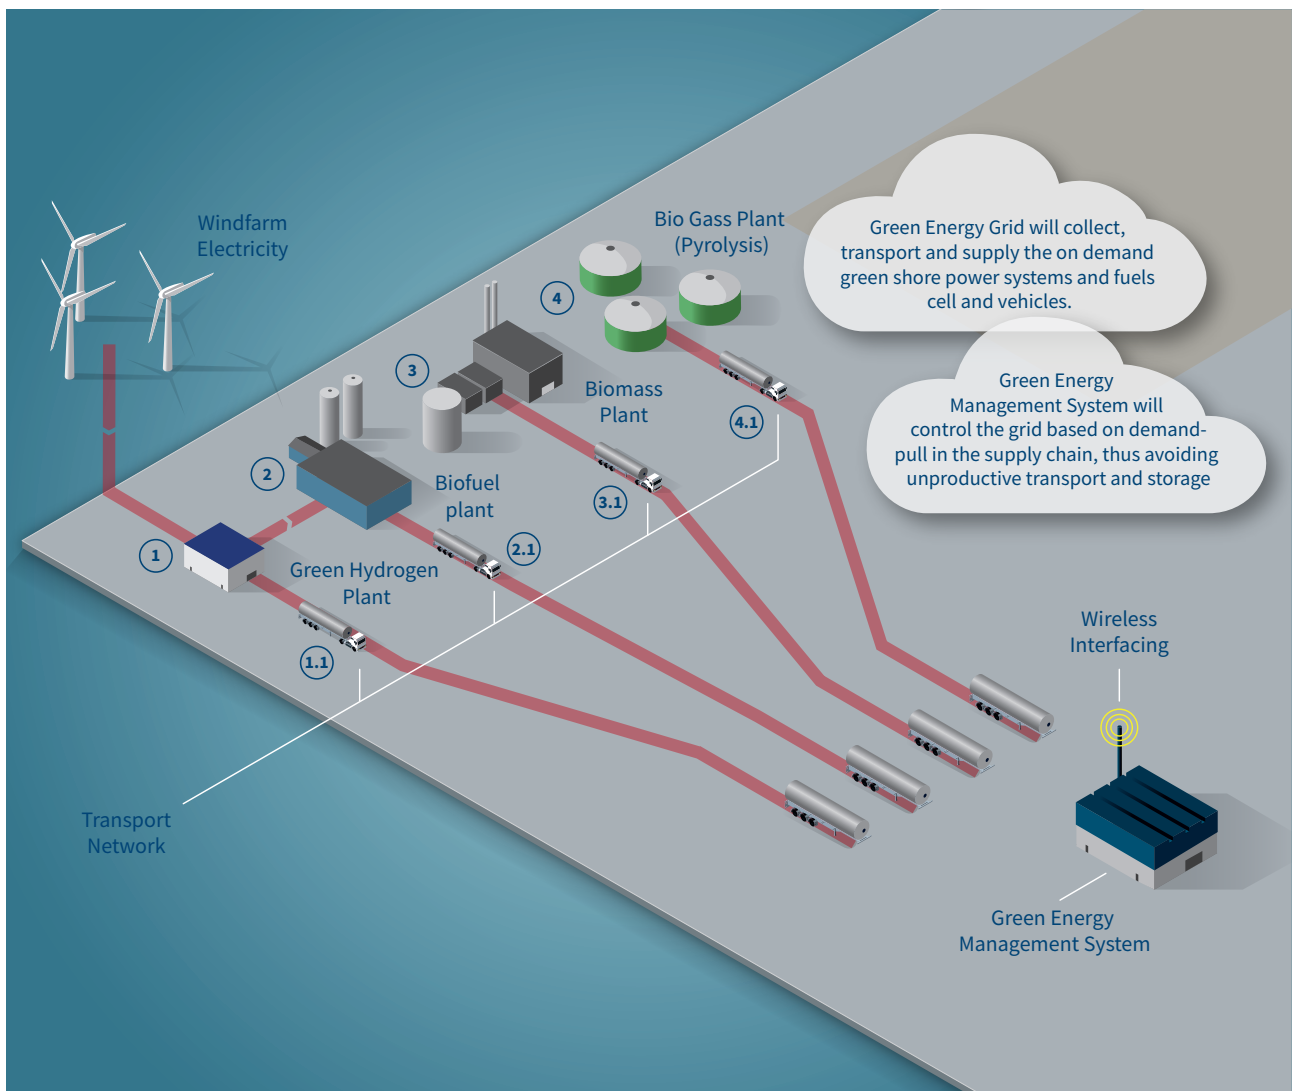 Windfarm
Electricity
Bio Gass Plant
(Pyrolysis)
Green Energy Grid will collect,
transport and supply the on demand
green shore power systems and fuels
cell and vehicles.
4
3
Biomass
Plant
4.1
Green Energy
Management System will
control the grid based on demand-
pull in the supply chain, thus avoiding
unproductive transport and storage
2
Biofuel
plant
3.1
1
2.1
Green Hydrogen
Plant
1.1
Wireless
Interfacing
Transport
Network
Green Energy
Management System